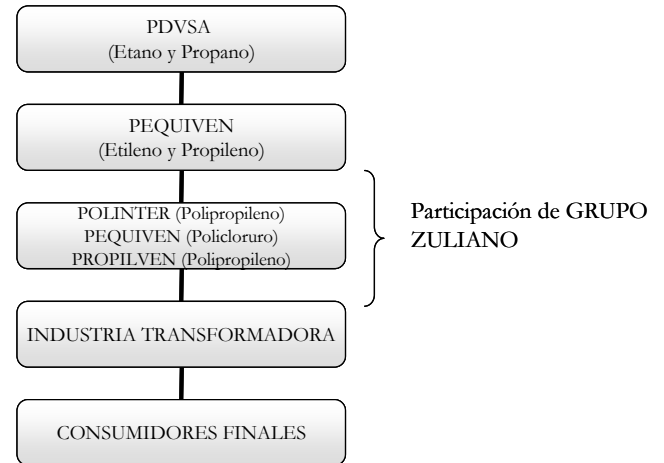 PDVSA
(Etano y Propano)
PEQUIVEN
(Etileno y Propileno)
POLINTER (Polipropileno)
PEQUIVEN (Policloruro)
PROPILVEN (Polipropileno)
Participación de GRUPO
ZULIANO
INDUSTRIA TRANSFORMADORA
CONSUMIDORES FINALES